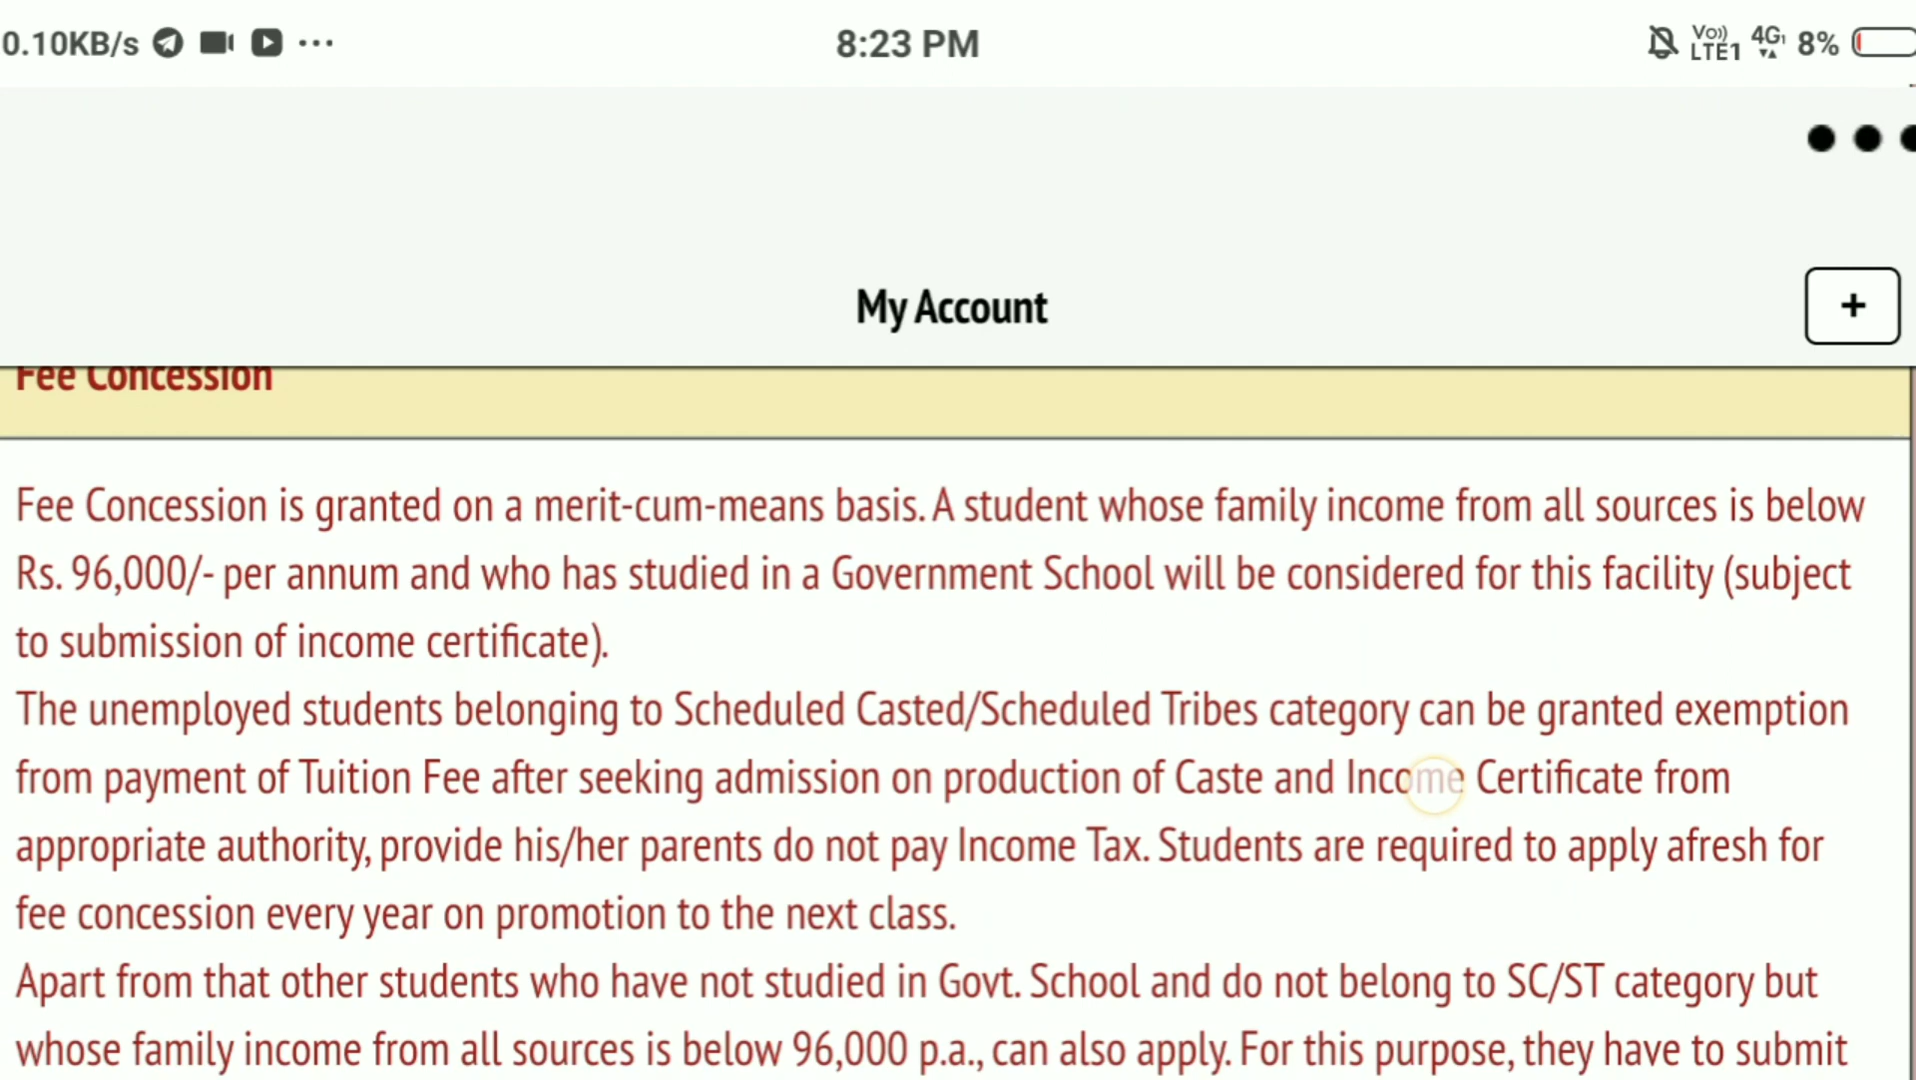 0.10KB/s 8:23 PM Vo)) LTE1 4G 8%
My Account +
Fee Concession
Fee Concession is granted on a merit-cum-means basis. A student whose family income from all sources is below
Rs. 96,000/- per annum and who has studied in a Government School will be considered for this facility (subject
to submission of income certificate).
The unemployed students belonging to Scheduled Casted/Scheduled Tribes category can be granted exemption
from payment of Tuition Fee after seeking admission on production of Caste and Income Certificate from
appropriate authority, provide his/her parents do not pay Income Tax. Students are required to apply afresh for
fee concession every year on promotion to the next class.
Apart from that other students who have not studied in Govt. School and do not belong to SC/ST category but
whose family income from all sources is below 96,000 p.a., can also apply. For this purpose, they have to submit